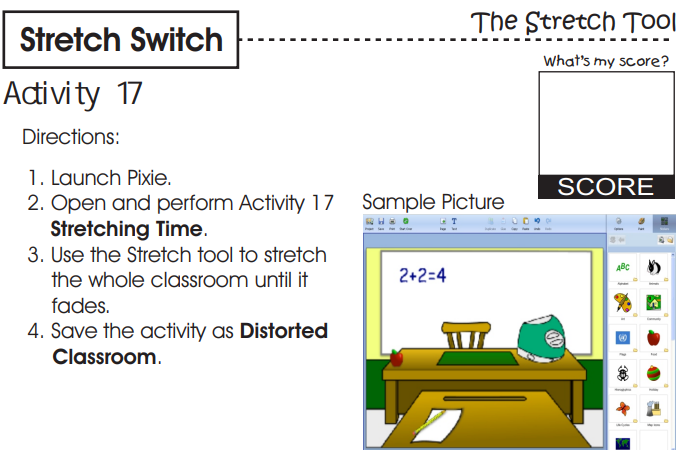 The Stretch Tool
Stretch Switch
What's my score?
Activity 17
SCORE
Directions:
1. Launch Pixie.
2. Open and perform Activity 17
Stretching Time.
3. Use the Stretch tool to stretch
the whole classroom until it
fades.
4. Save the activity as Distorted
Classroom.
Sample Picture
2+2=4
ABC